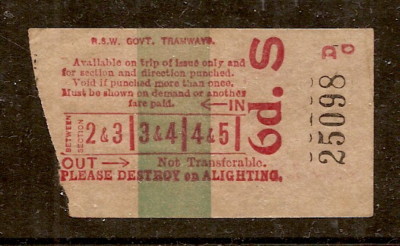 N.S.W. GOVT. TRAMWAYS.
Available on trip of issue only and
for section and direction punched.
Void if punched more than once.
Must be shown on demand or another
fare paid.
←IN
BETWEEN SECTION
2 & 3 3 & 4 4 & 5
OUT→ Not Transferable.
PLEASE DESTROY on ALIGHTING.
6d. S
25098